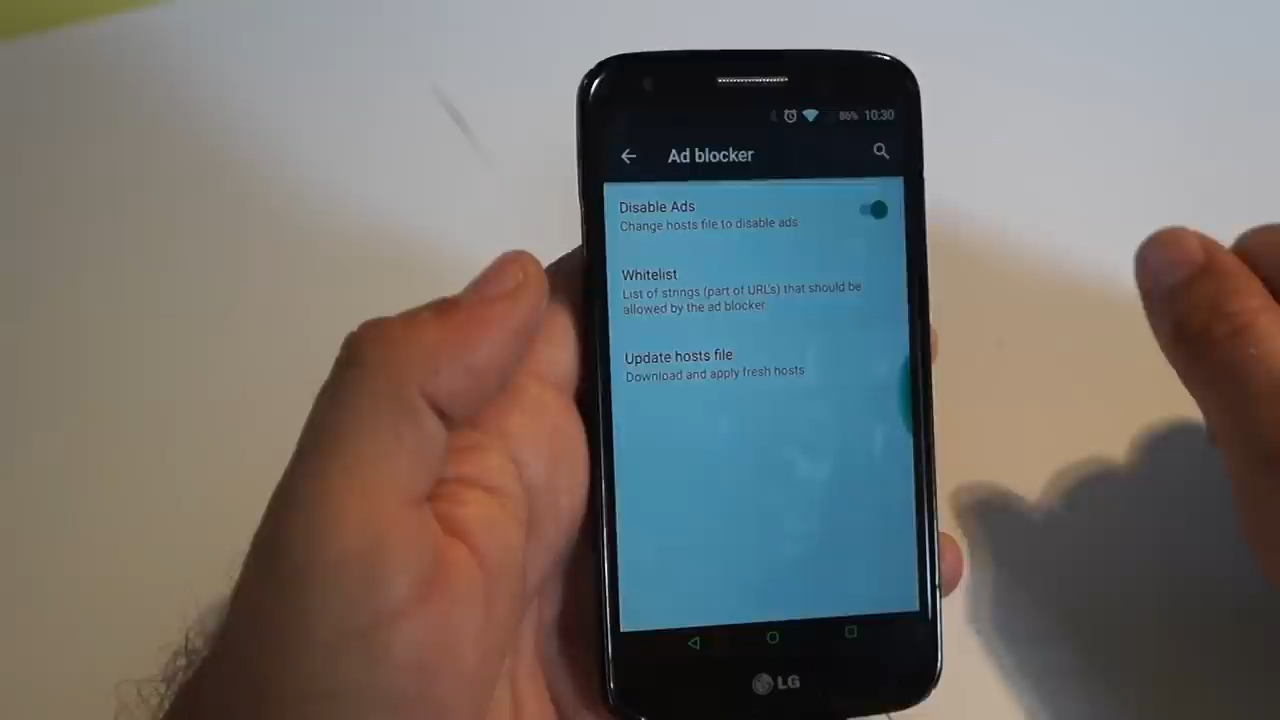 86% 10:30
Ad blocker
Disable Ads
Change hosts file to disable ads
Whitelist
List of strings (part of URL's) that should be
allowed by the ad blocker
Update hosts file
Download and apply fresh hosts
LG